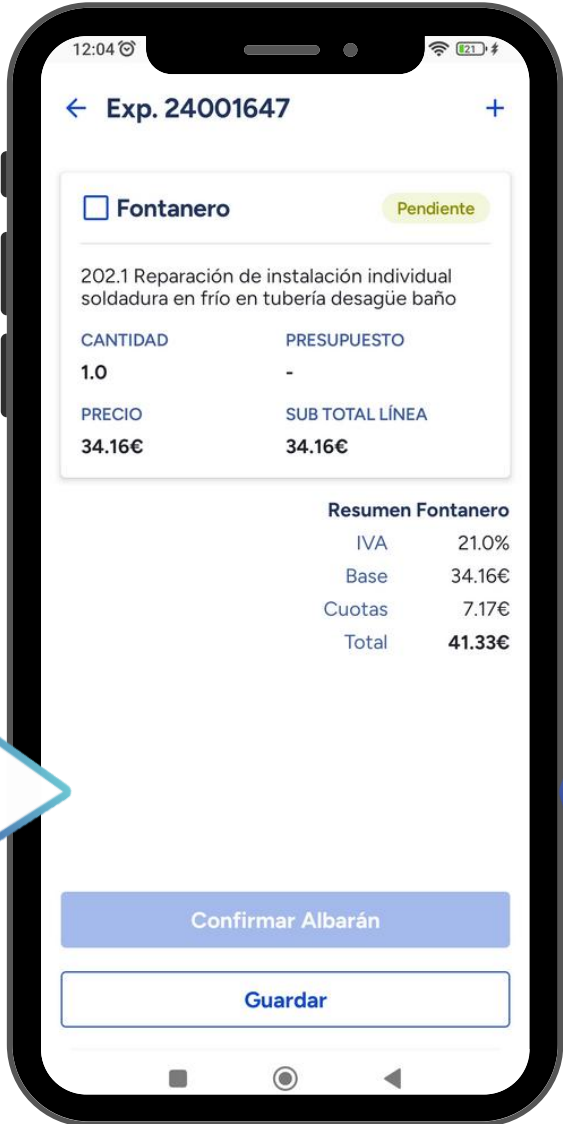 12:04
21
Exp. 24001647
Fontanero
Pendiente
202.1 Reparación de instalación individual
soldadura en frío en tubería desagüe baño
CANTIDAD PRESUPUESTO
1.0 -
PRECIO SUB TOTAL LÍNEA
34.16€ 34.16€
Resumen Fontanero
IVA 21.0%
Base 34.16€
Cuotas 7.17€
Total 41.33€
Confirmar Albarán
Guardar